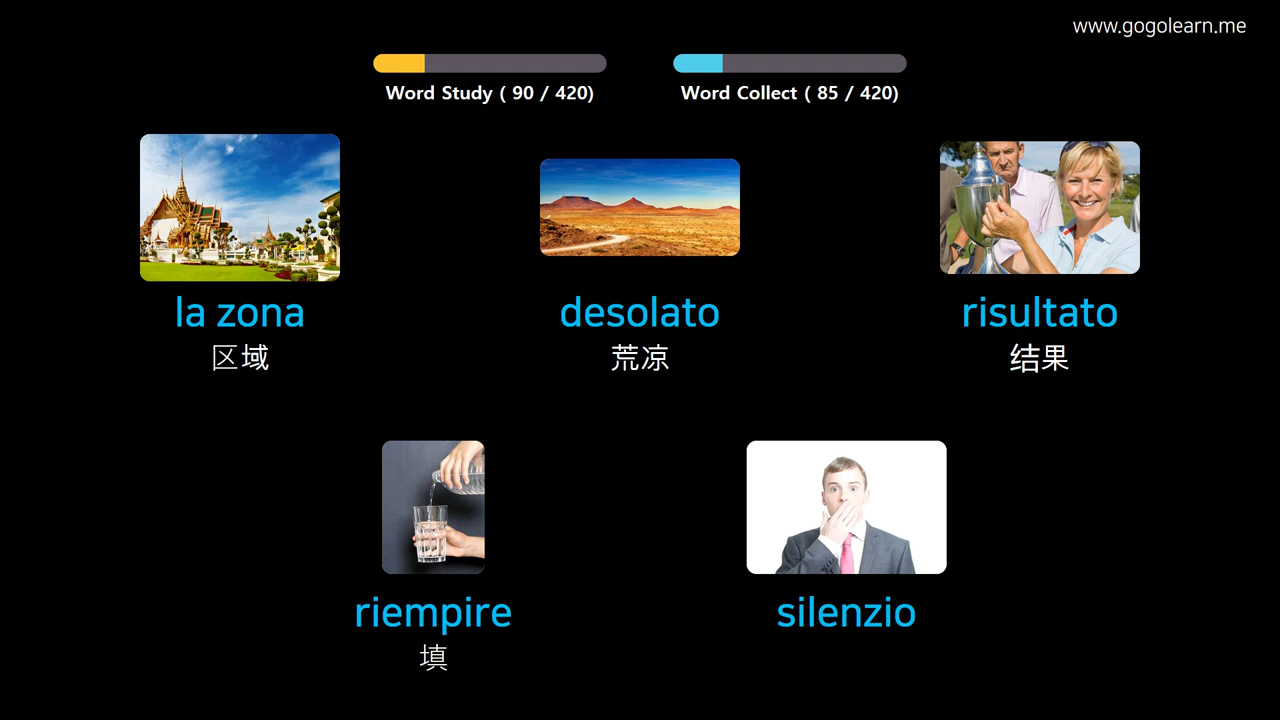 www.gogolearn.me
Word Study ( 90 / 420)
Word Collect ( 85 / 420)
la zona
区域
desolato
荒凉
risultato
结果
riempire
填
silenzio